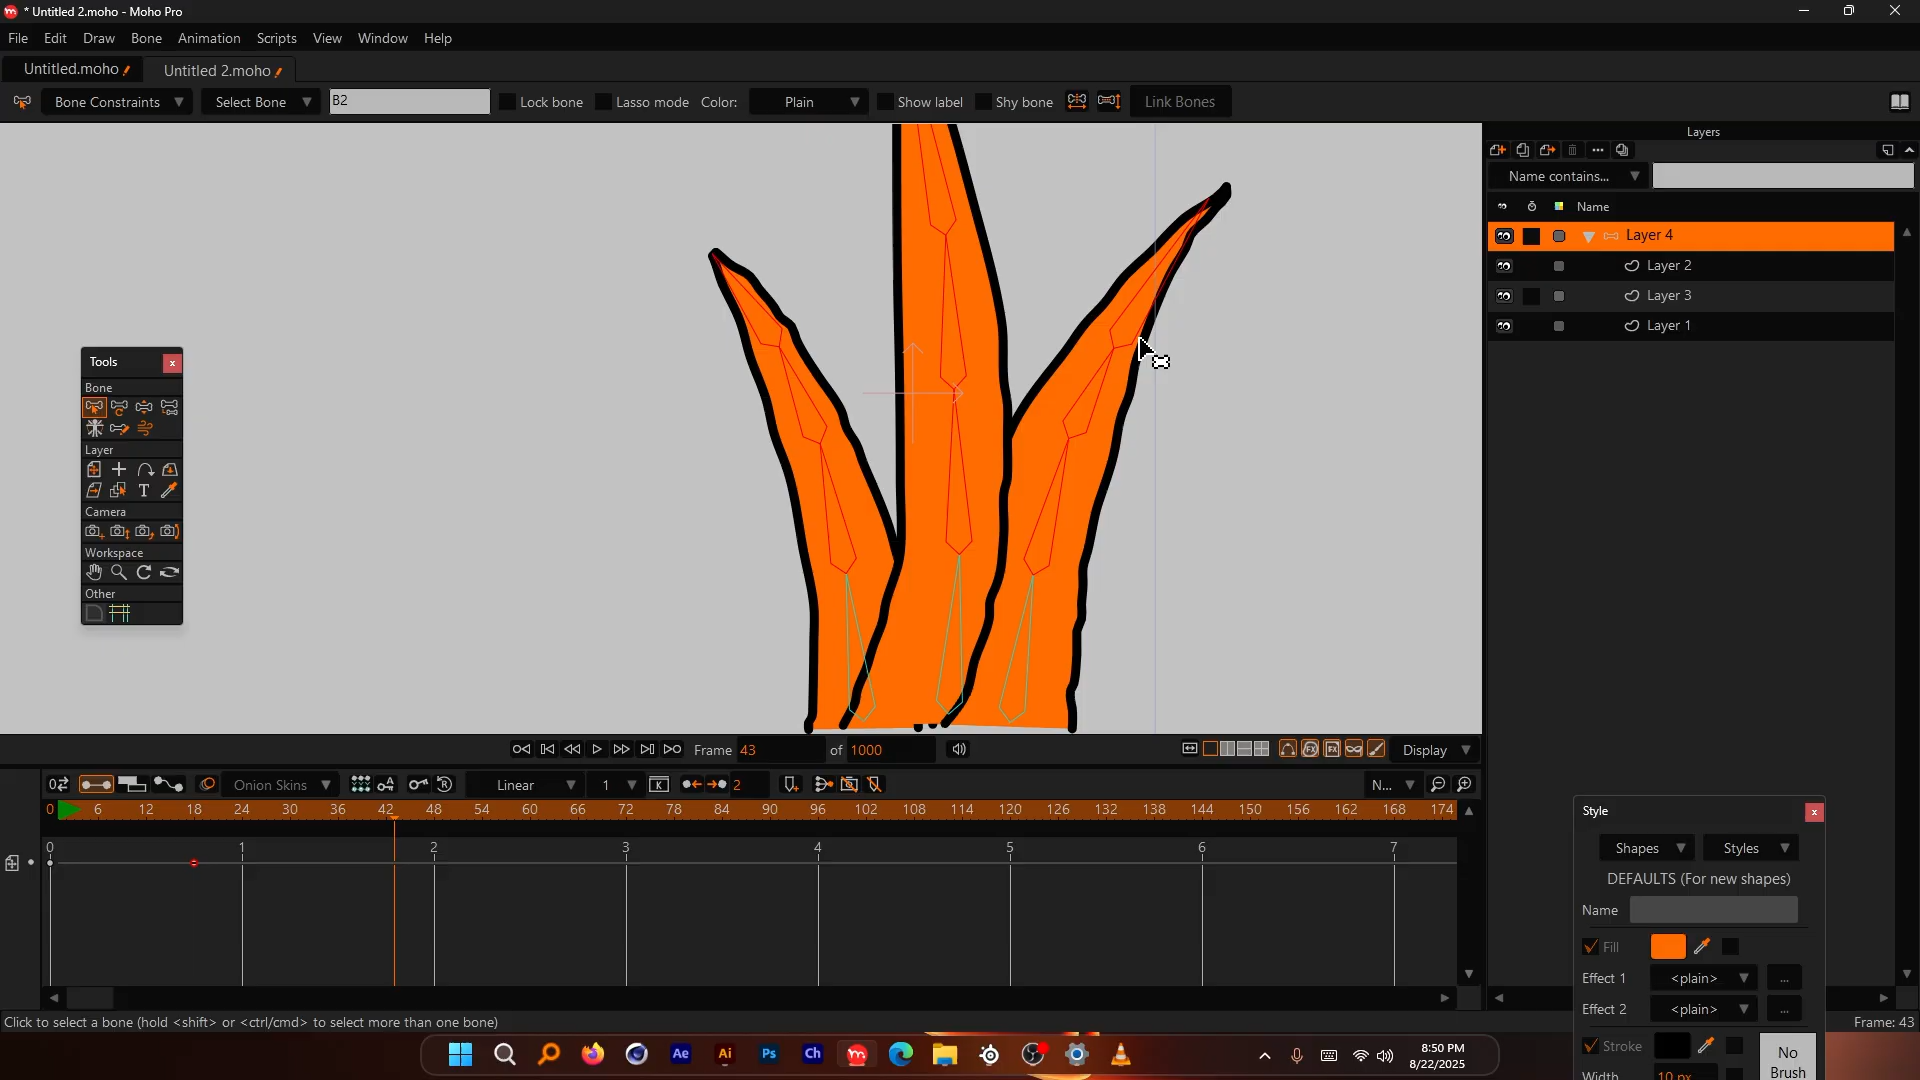 * Untitled 2.moho - Moho Pro
File Edit Draw Bone Animation Scripts View Window Help
Untitled.moho Untitled 2.moho
Bone Constraints Select Bone B2 Lock bone Lasso mode Color: Plain Show label Shy bone Link Bones
Layers
Name contains...
Name
Layer 4
Layer 2
Layer 3
Layer 1
Tools
Bone
Layer
T
Camera
Workspace
Other
Frame 43 of 1000 Display
Onion Skins Linear 1 K 2 N...
0 6 12 18 24 30 36 42 48 54 60 66 72 78 84 90 96 102 108 114 120 126 132 138 144 150 156 162 168 174
0 1 2 3 4 5 6 7
Style
Shapes Styles
DEFAULTS (For new shapes)
Name
Fill
Effect 1 <plain> ...
Effect 2 <plain> ...
Stroke No Brush
Width 10 px
Click to select a bone (hold <shift> or <ctrl/cmd> to select more than one bone)
Frame: 43
Ae Ai Ps Ch
8:50 PM
8/22/2025